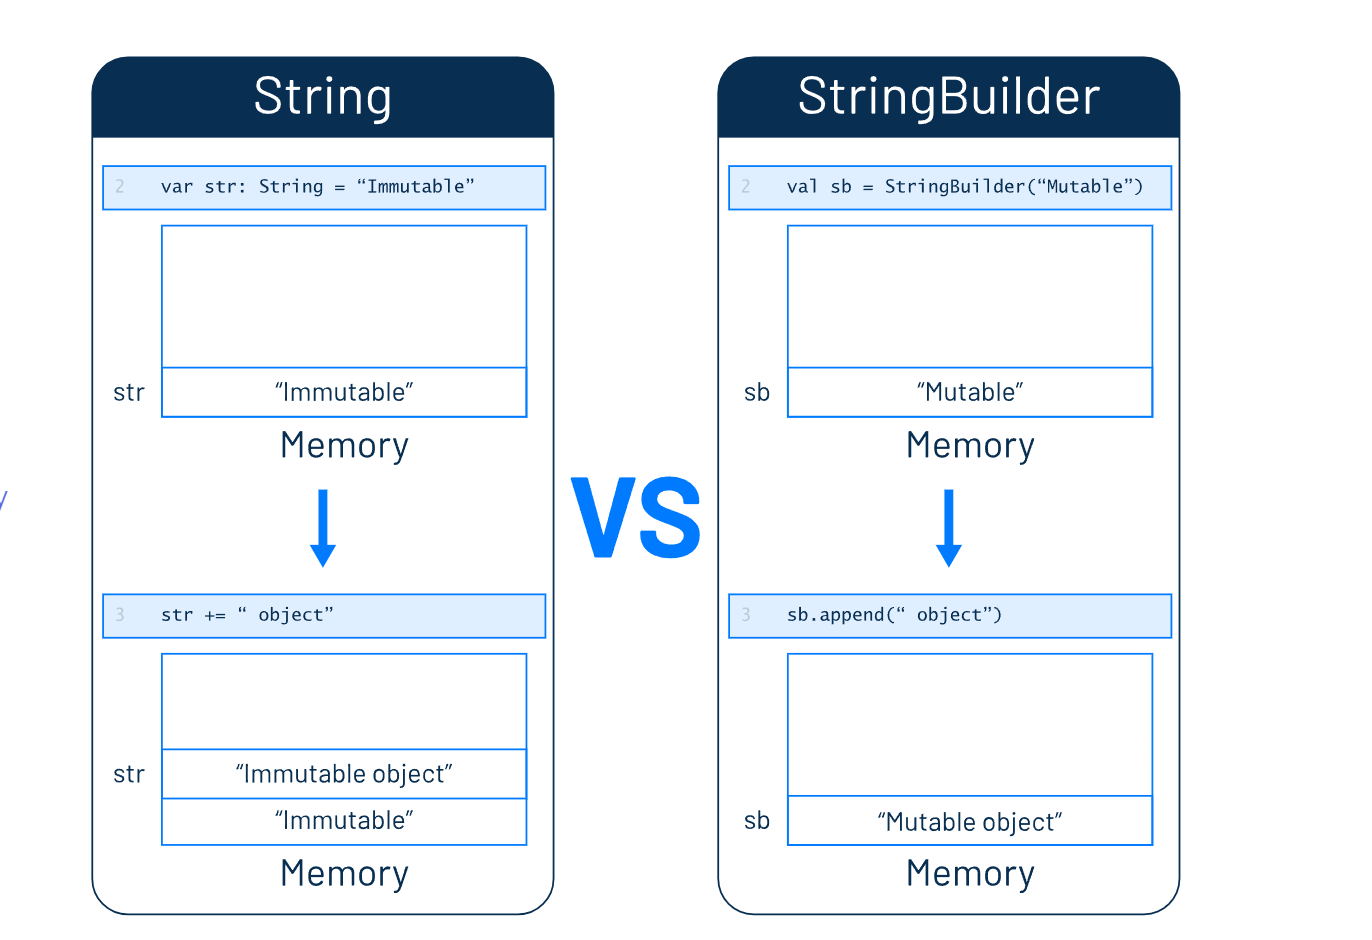 String
2 var str: String = “Immutable”
“Immutable”
str
Memory
3 str += “ object”
“Immutable object”
str
“Immutable”
Memory
VS
StringBuilder
2 val sb = StringBuilder(“Mutable”)
“Mutable”
sb
Memory
3 sb.append(“ object”)
“Mutable object”
sb
Memory